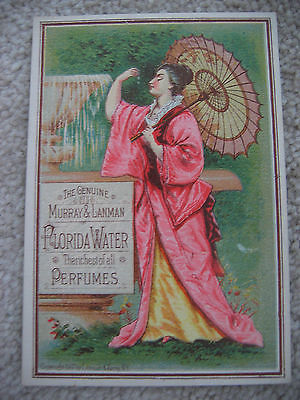 The Genuine
Murray & Lanman
Florida Water
The richest of all
Perfumes.